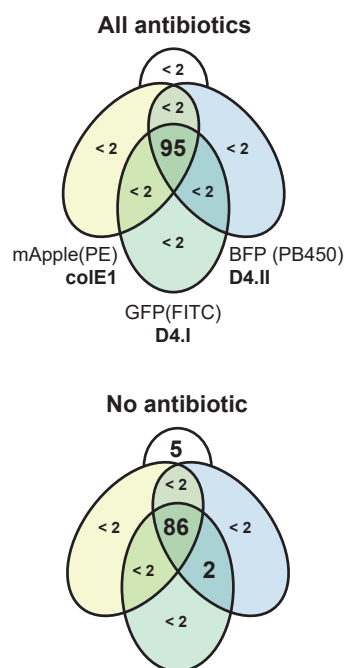 All antibiotics
< 2
< 2
< 2
95
< 2
< 2
< 2
< 2
mApple(PE)
colE1
BFP (PB450)
D4.II
GFP(FITC)
D4.I
No antibiotic
5
< 2
< 2
86
< 2
< 2
2
< 2